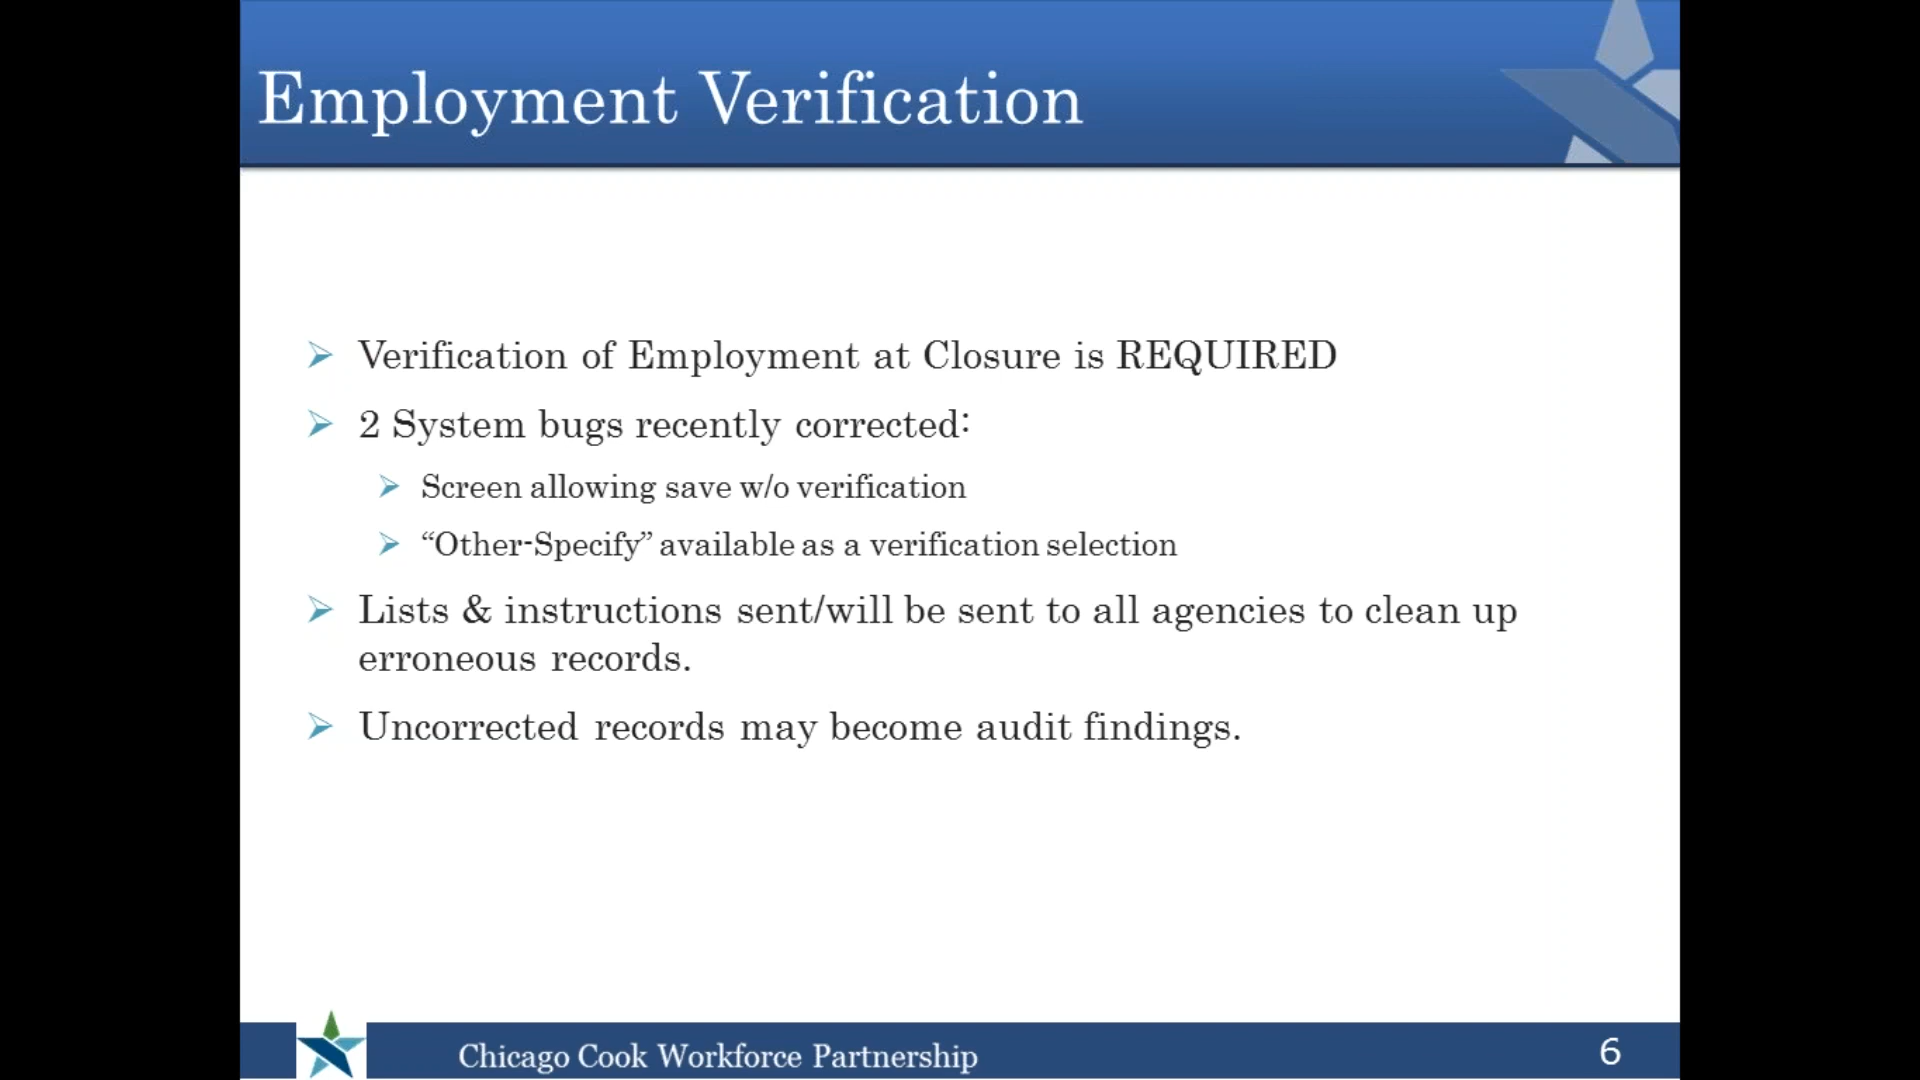 Employment Verification
Verification of Employment at Closure is REQUIRED
2 System bugs recently corrected:
Screen allowing save w/o verification
“Other-Specify” available as a verification selection
Lists & instructions sent/will be sent to all agencies to clean up
erroneous records.
Uncorrected records may become audit findings.
Chicago Cook Workforce Partnership
6